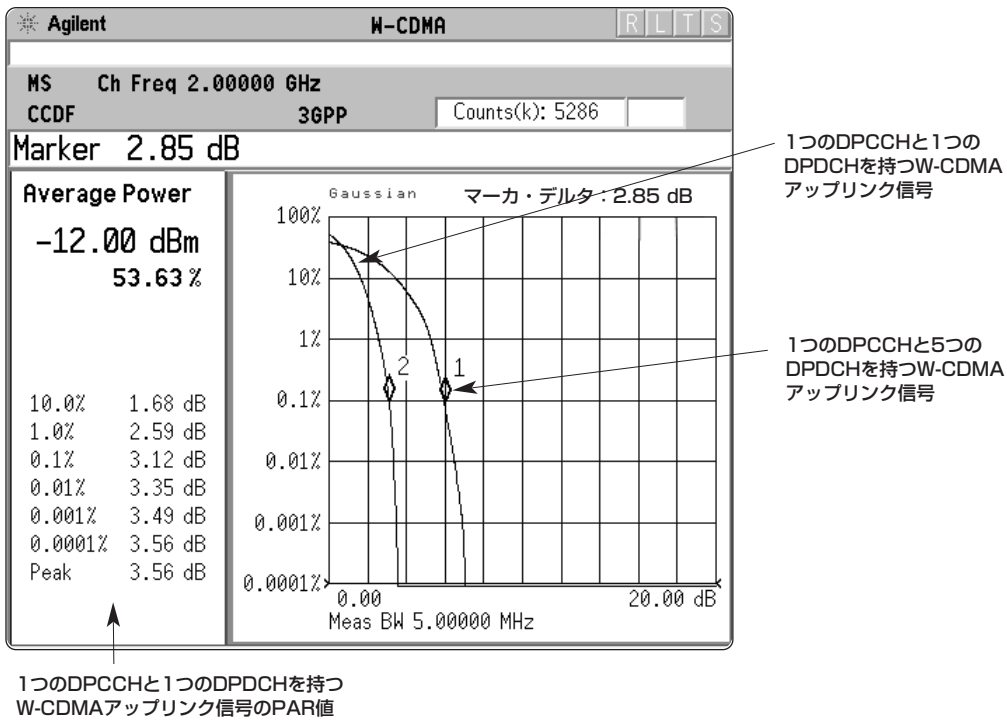 Agilent W-CDMA R L T S
MS Ch Freq 2.00000 GHz
CCDF 3GPP Counts(k): 5286
Marker 2.85 dB
Average Power
-12.00 dBm
53.63%
10.0% 1.68 dB
1.0% 2.59 dB
0.1% 3.12 dB
0.01% 3.35 dB
0.001% 3.49 dB
0.0001% 3.56 dB
Peak 3.56 dB
Gaussian マーカ・デルタ:2.85 dB
100%
10%
1%
0.1%
0.01%
0.001%
0.0001%
2
1
0.00 20.00 dB
Meas BW 5.00000 MHz
1つのDPCCHと1つの
DPDCHを持つW-CDMA
アップリンク信号
1つのDPCCHと5つの
DPDCHを持つW-CDMA
アップリンク信号
1つのDPCCHと1つのDPDCHを持つ
W-CDMAアップリンク信号のPAR値